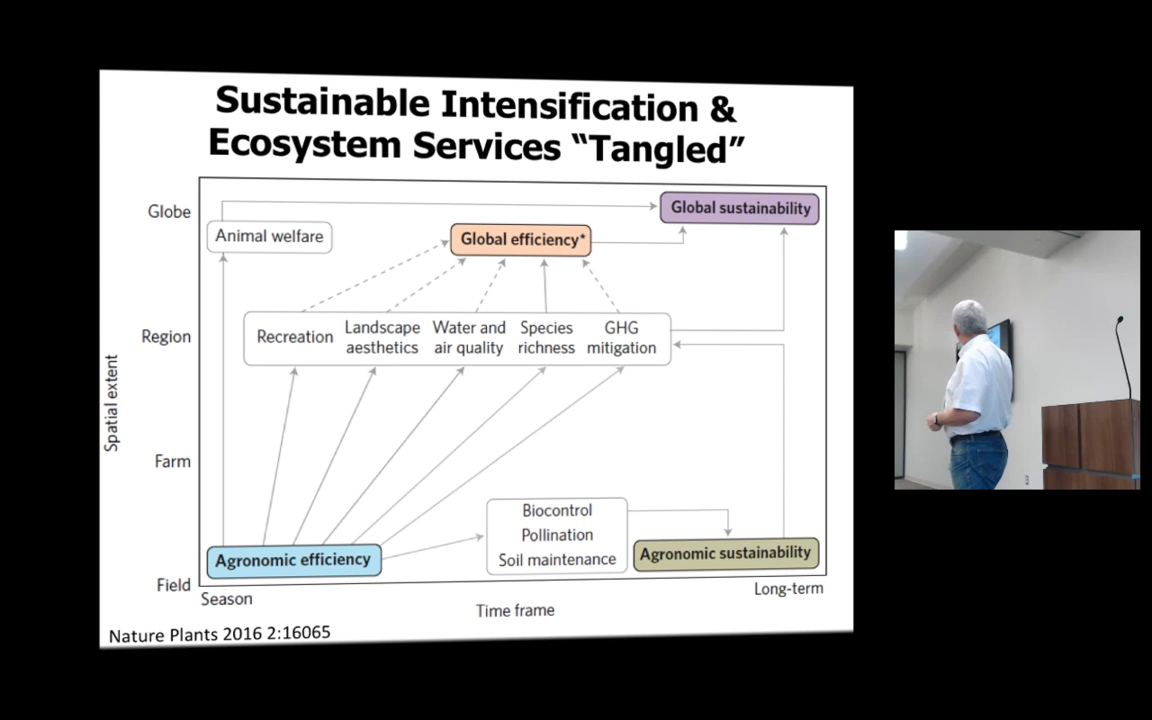 Sustainable Intensification &
Ecosystem Services “Tangled”
Globe
Global sustainability
Animal welfare
Global efficiency*
Region
Recreation
Landscape
aesthetics
Water and
air quality
Species
richness
GHG
mitigation
Spatial extent
Farm
Biocontrol
Pollination
Soil maintenance
Agronomic efficiency
Agronomic sustainability
Field
Season
Long-term
Time frame
Nature Plants 2016 2:16065